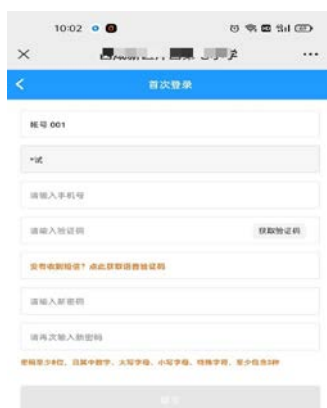 10:02
首次登录
账号 001
*试
请输入手机号
请输入验证码
获取验证码
没有收到短信？点此获取语音验证码
请输入新密码
请再次输入新密码
密码至少8位，且其中数字、大写字母、小写字母、特殊字符，至少包含3种